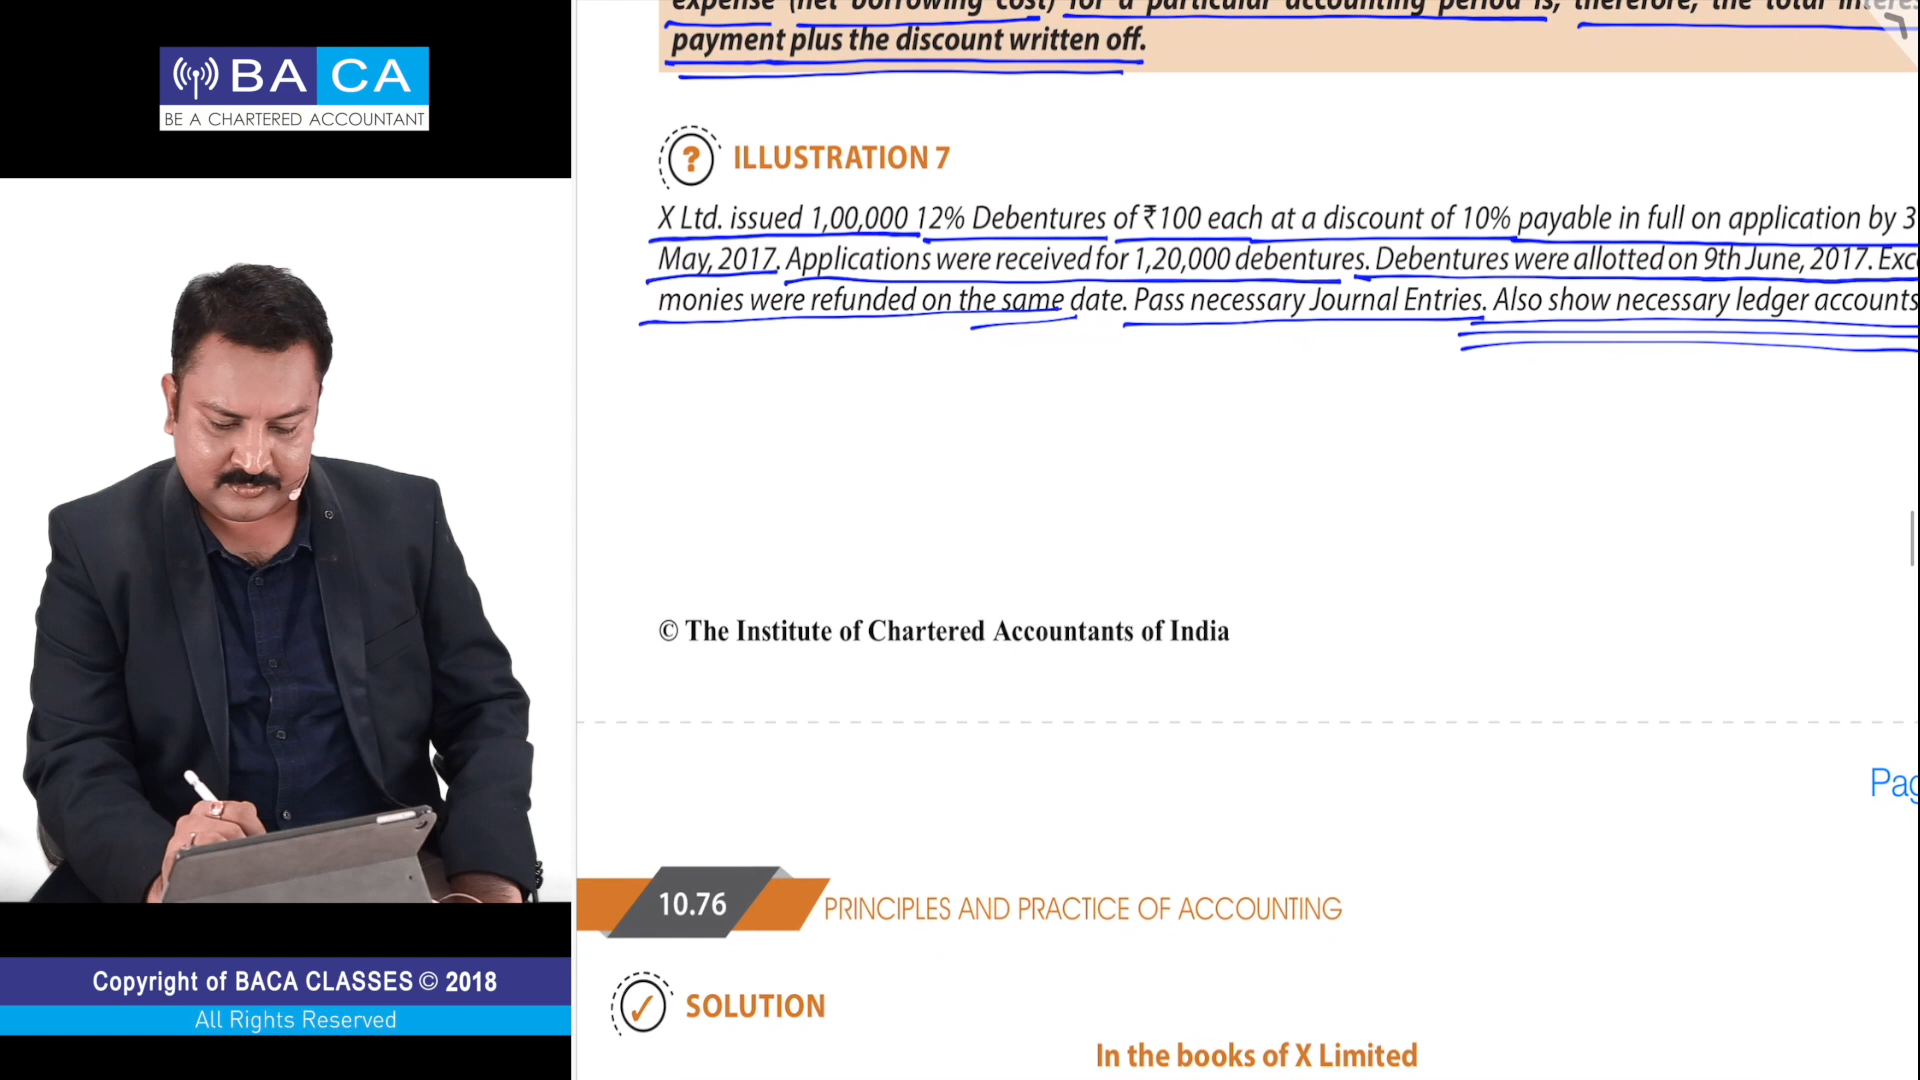 BA CA
BE A CHARTERED ACCOUNTANT
payment plus the discount written off.
? ILLUSTRATION 7
X Ltd. issued 1,00,000 12% Debentures of ₹100 each at a discount of 10% payable in full on application by
May, 2017. Applications were received for 1,20,000 debentures. Debentures were allotted on 9th June, 2017.
monies were refunded on the same date. Pass necessary Journal Entries. Also show necessary ledger accounts
© The Institute of Chartered Accountants of India
10.76 PRINCIPLES AND PRACTICE OF ACCOUNTING
SOLUTION
In the books of X Limited
Copyright of BACA CLASSES © 2018
All Rights Reserved